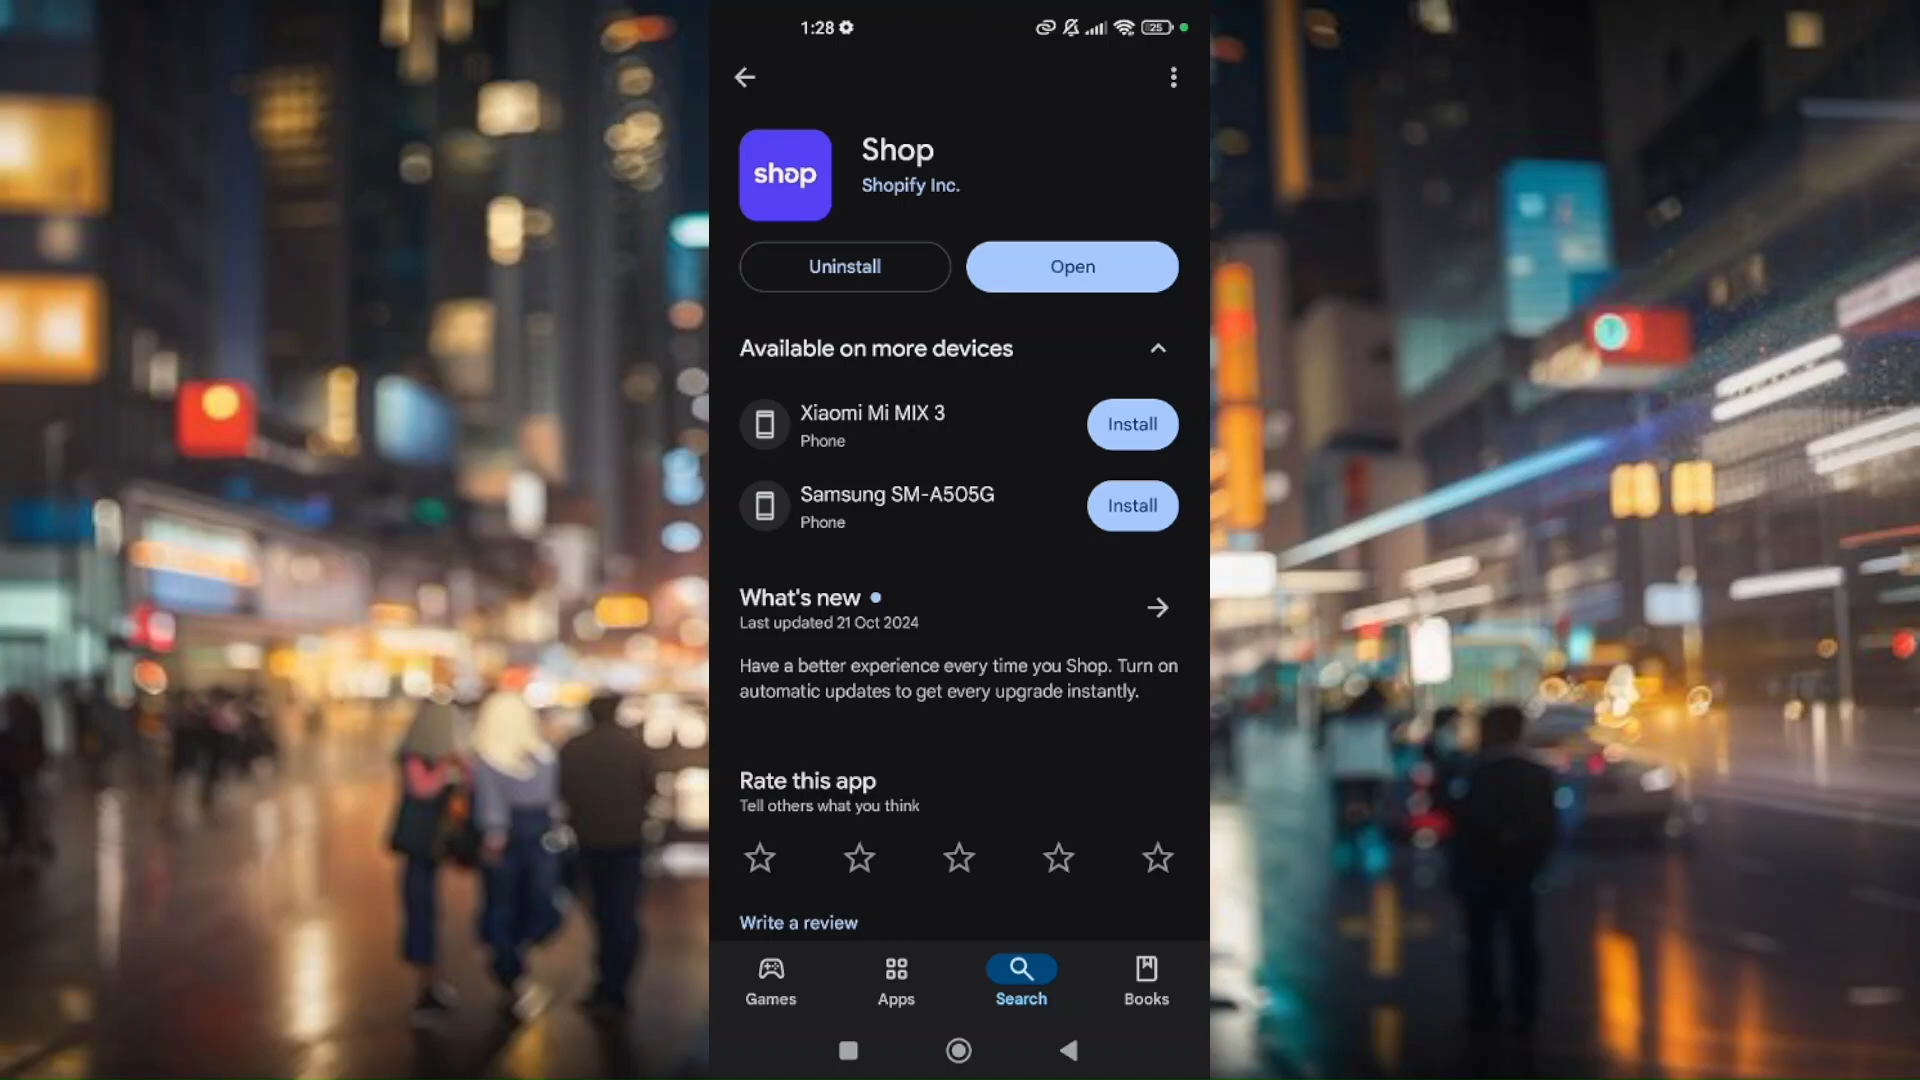 1:28
25
shop
Shop
Shopify Inc.
Uninstall
Open
Available on more devices
Xiaomi Mi MIX 3
Phone
Install
Samsung SM-A505G
Phone
Install
What's new
Last updated 21 Oct 2024
Have a better experience every time you Shop. Turn on
automatic updates to get every upgrade instantly.
Rate this app
Tell others what you think
Write a review
Games
Apps
Search
Books